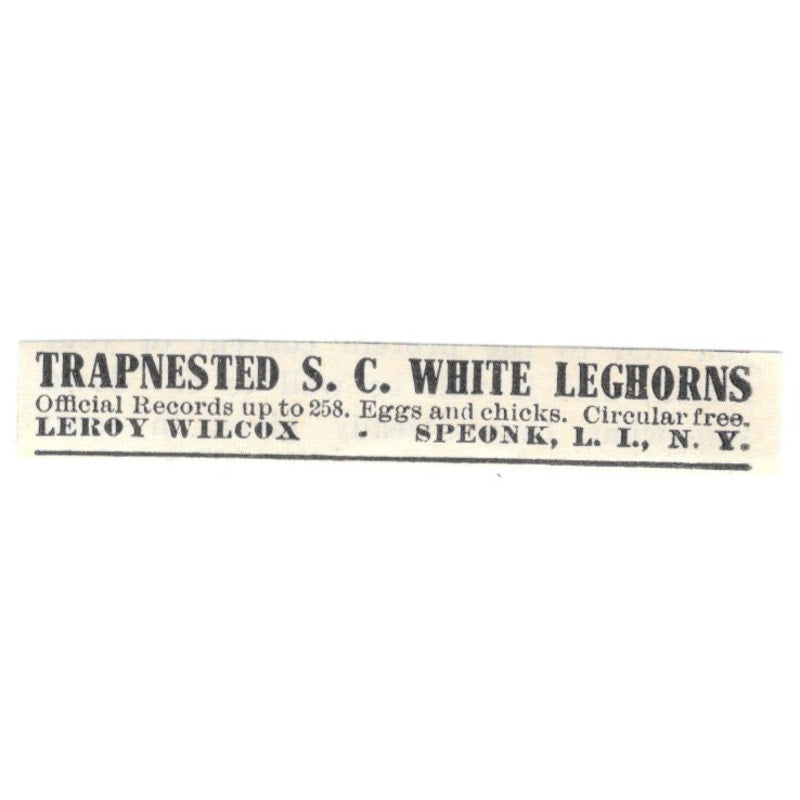 TRAPNESTED S. C. WHITE LEGHORNS
Official Records up to 258. Eggs and chicks. Circular free.
LEROY WILCOX . SPEONK, L. I., N. Y.